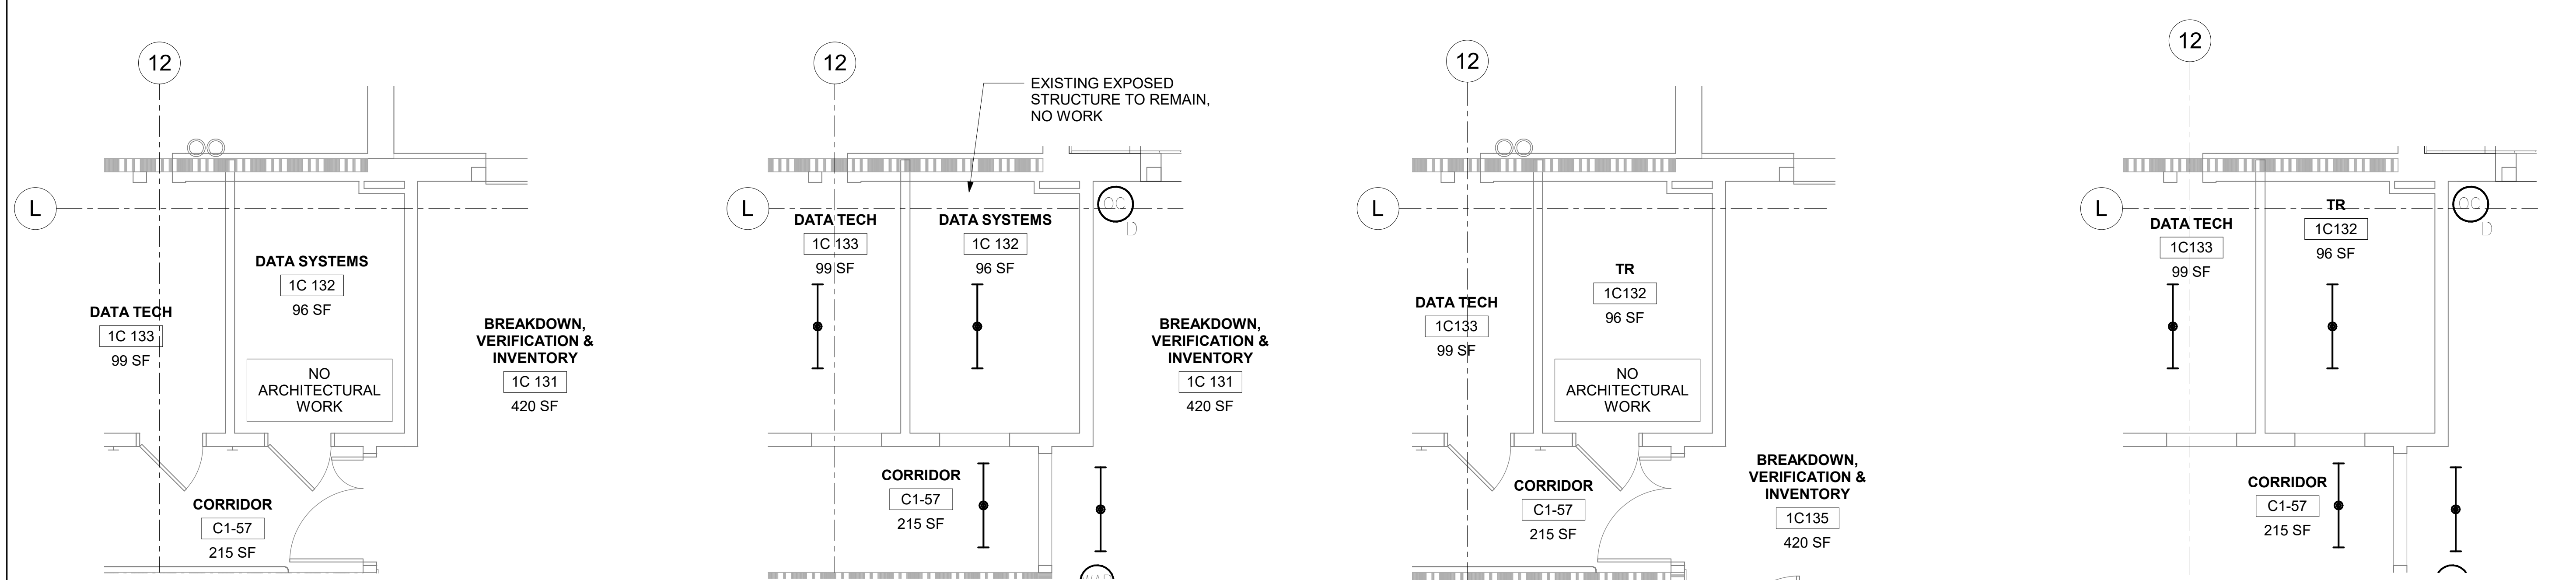 12
L
DATA SYSTEMS
1C 132
96 SF
DATA TECH
1C 133
99 SF
BREAKDOWN,
VERIFICATION &
INVENTORY
1C 131
420 SF
NO
ARCHITECTURAL
WORK
CORRIDOR
C1-57
215 SF
12
EXISTING EXPOSED
STRUCTURE TO REMAIN,
NO WORK
L
OC
D
DATA TECH
1C 133
99 SF
DATA SYSTEMS
1C 132
96 SF
BREAKDOWN,
VERIFICATION &
INVENTORY
1C 131
420 SF
CORRIDOR
C1-57
215 SF
12
L
TR
1C132
96 SF
DATA TECH
1C133
99 SF
NO
ARCHITECTURAL
WORK
BREAKDOWN,
VERIFICATION &
INVENTORY
1C135
420 SF
CORRIDOR
C1-57
215 SF
12
L
OC
D
TR
1C132
96 SF
DATA TECH
1C133
99 SF
CORRIDOR
C1-57
215 SF